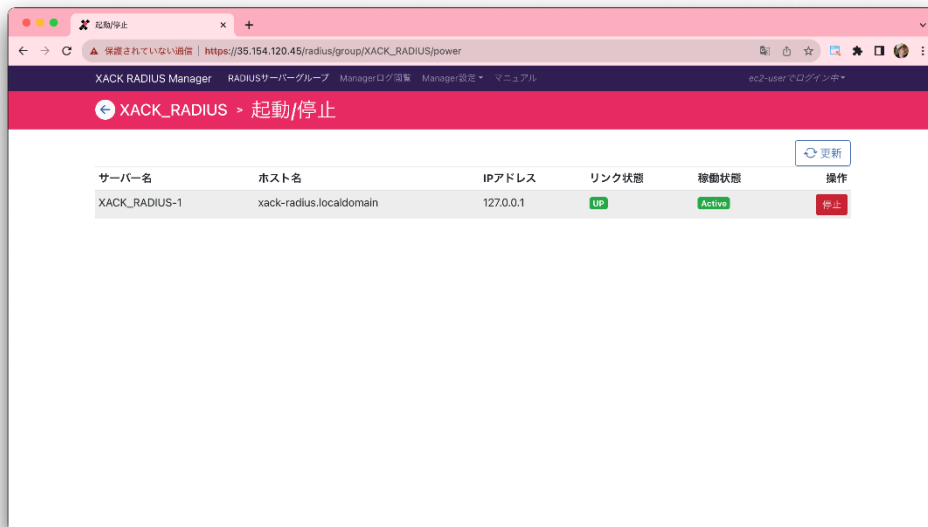 起動/停止
保護されていない通信 | https://35.154.120.45/radius/group/XACK_RADIUS/power
XACK RADIUS Manager RADIUSサーバーグループ Managerログ閲覧 Manager設定 マニュアル ec2-userでログイン中
XACK_RADIUS > 起動/停止
更新
サーバー名 ホスト名 IPアドレス リンク状態 稼働状態 操作
XACK_RADIUS-1 xack-radius.localdomain 127.0.0.1 UP Active 停止